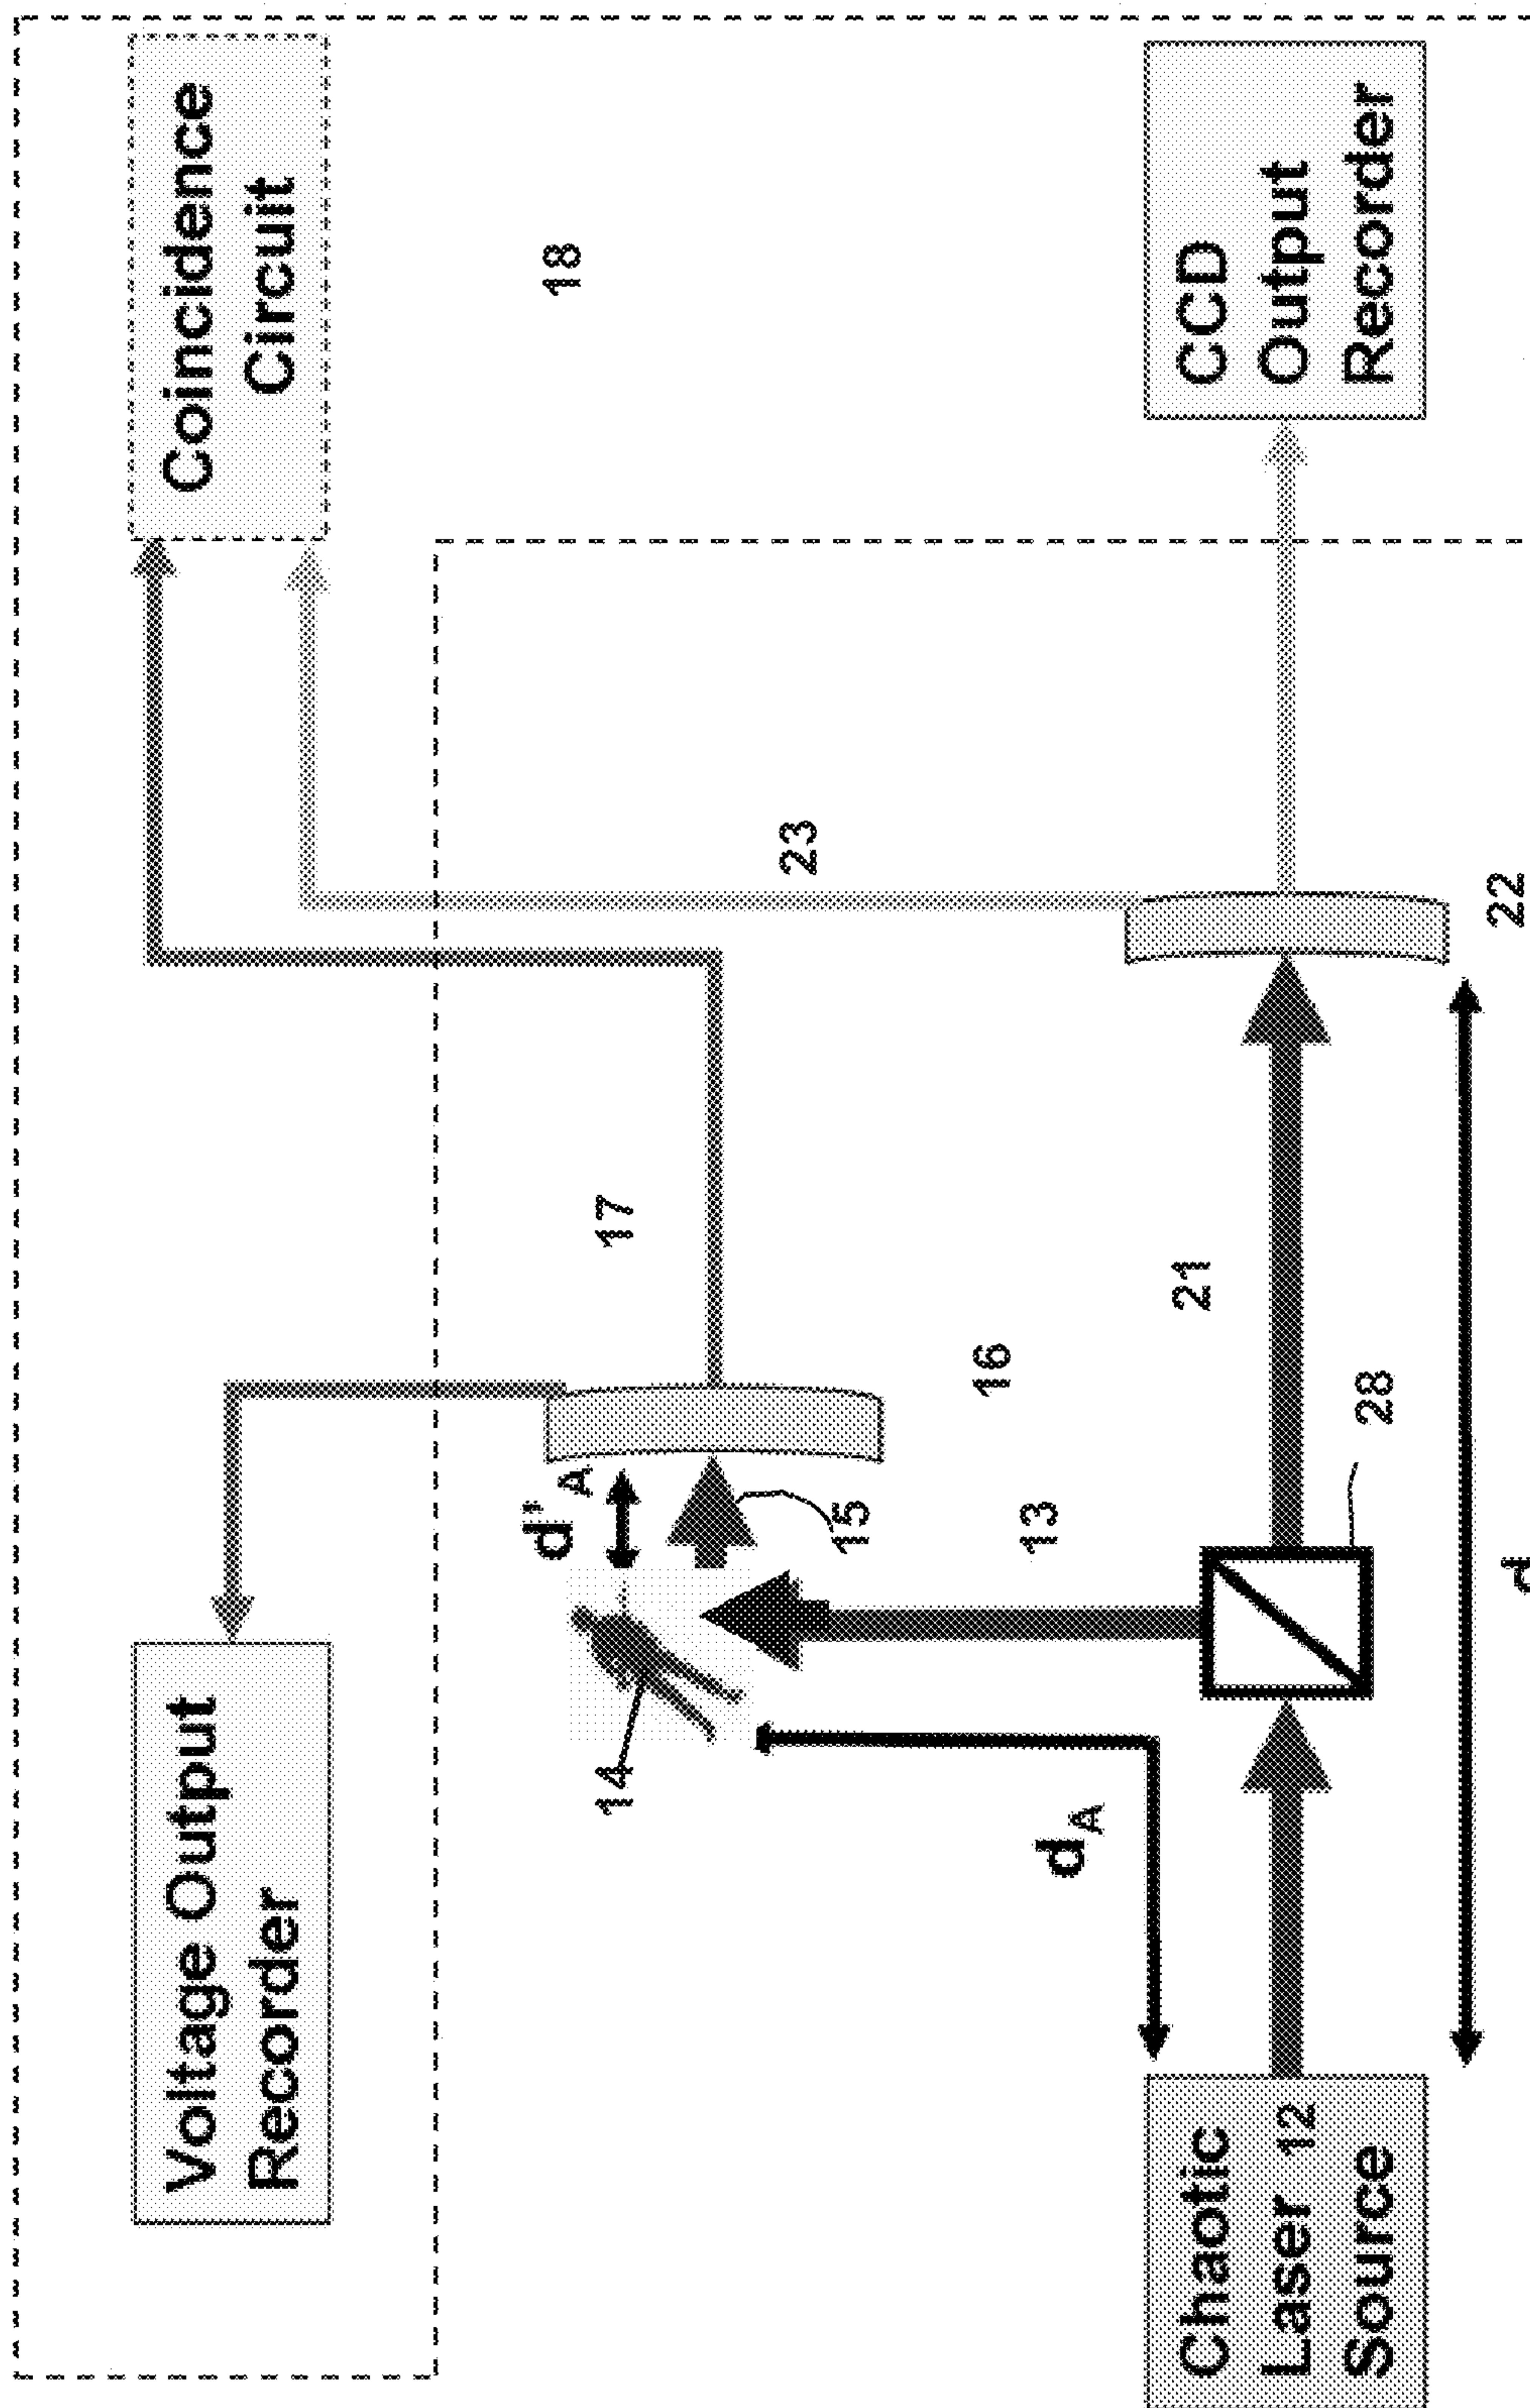 Voltage Output
Recorder
Coincidence
Circuit
d'A
18
14
17
23
15
16
13
dA
21
Chaotic
Laser 12
Source
28
CCD
Output
Recorder
22